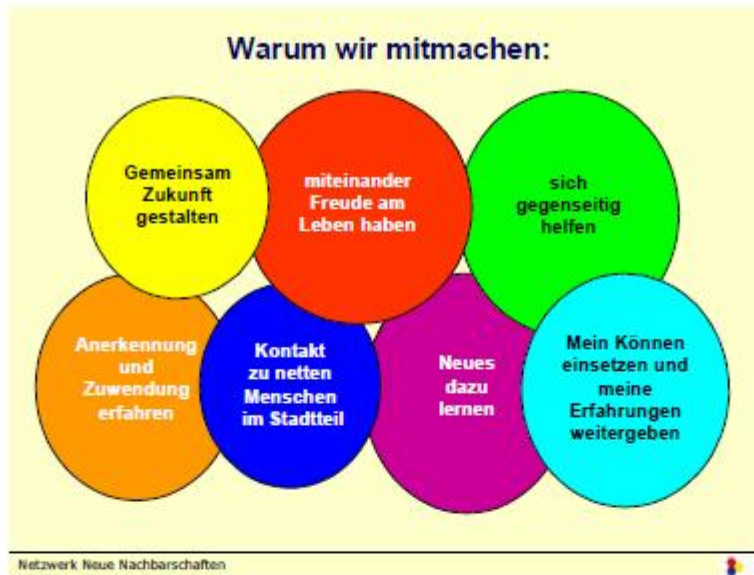 Warum wir mitmachen:
Gemeinsam
Zukunft
gestalten
miteinander
Freude am
Leben haben
sich
gegenseitig
helfen
Anerkennung
und
Zuwendung
erfahren
Kontakt
zu netten
Menschen
im Stadtteil
Neues
dazu
lernen
Mein Können
einsetzen und
meine
Erfahrungen
weitergeben
Netzwerk Neue Nachbarschaften